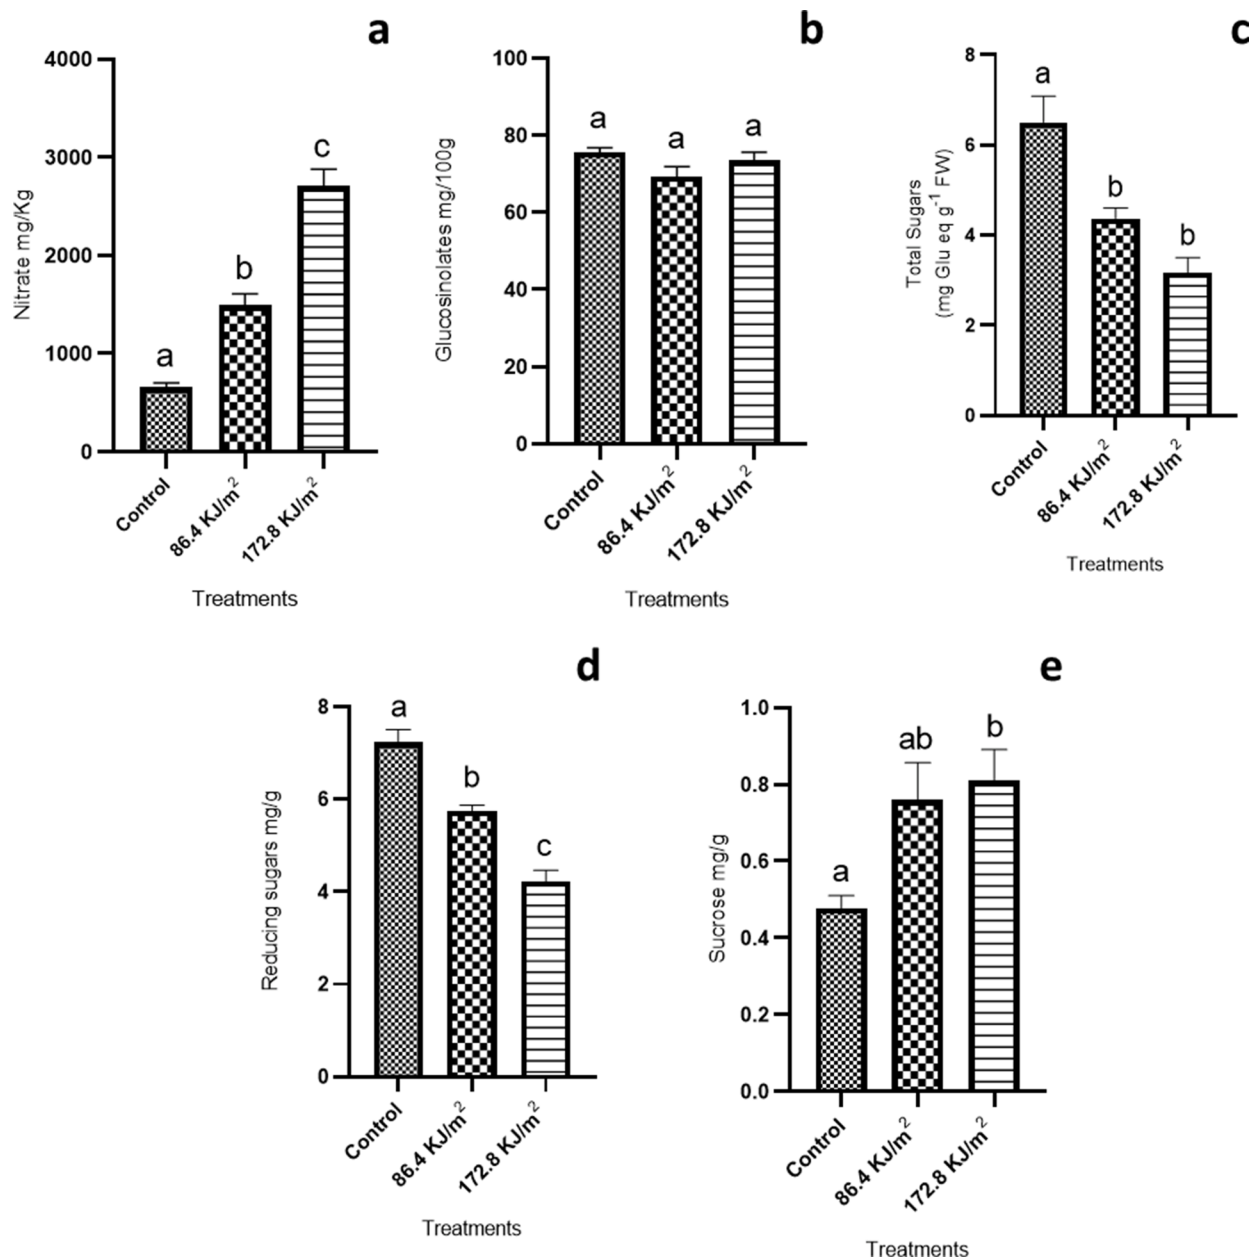 a
4000
3000
2000
1000
0
Nitrate mg/Kg
a
b
c
Control
86.4 KJ/m²
172.8 KJ/m²
Treatments
b
100
80
60
40
20
0
Glucosinolates mg/100g
a
a
a
Control
86.4 KJ/m²
172.8 KJ/m²
Treatments
c
8
6
4
2
0
Total Sugars
(mg Glu eq g⁻¹ FW)
a
b
b
Control
86.4 KJ/m²
172.8 KJ/m²
Treatments
d
8
6
4
2
0
Reducing sugars mg/g
a
b
c
Control
86.4 KJ/m²
172.8 KJ/m²
Treatments
e
1.0
0.8
0.6
0.4
0.2
0.0
Sucrose mg/g
a
ab
b
Control
86.4 KJ/m²
172.8 KJ/m²
Treatments